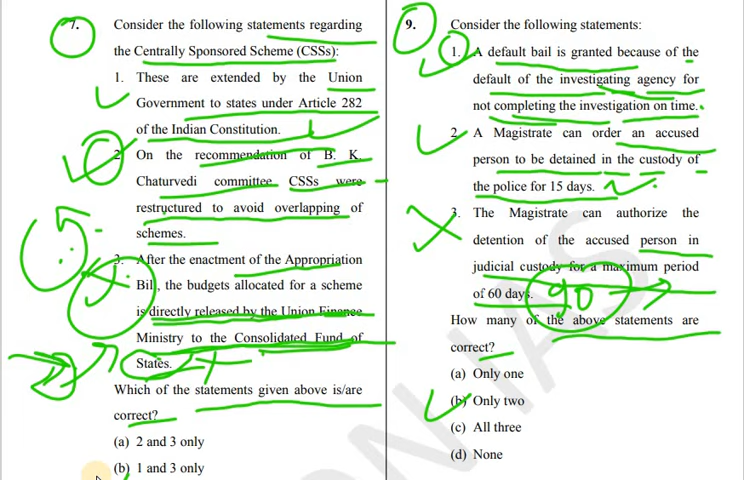 7. Consider the following statements regarding
the Centrally Sponsored Scheme (CSSs):
1. These are extended by the Union
Government to states under Article 282
of the Indian Constitution.
2. On the recommendation of B. K.
Chaturvedi committee CSSs were
restructured to avoid overlapping of
schemes.
3. After the enactment of the Appropriation
Bill, the budgets allocated for a scheme
is directly released by the Union Finance
Ministry to the Consolidated Fund of
States.
Which of the statements given above is/are
correct?
(a) 2 and 3 only
(b) 1 and 3 only
9. Consider the following statements:
1. A default bail is granted because of the
default of the investigating agency for
not completing the investigation on time.
2. A Magistrate can order an accused
person to be detained in the custody of
the police for 15 days.
3. The Magistrate can authorize the
detention of the accused person in
judicial custody for a maximum period
of 60 days. 90
How many of the above statements are
correct?
(a) Only one
(b) Only two
(c) All three
(d) None